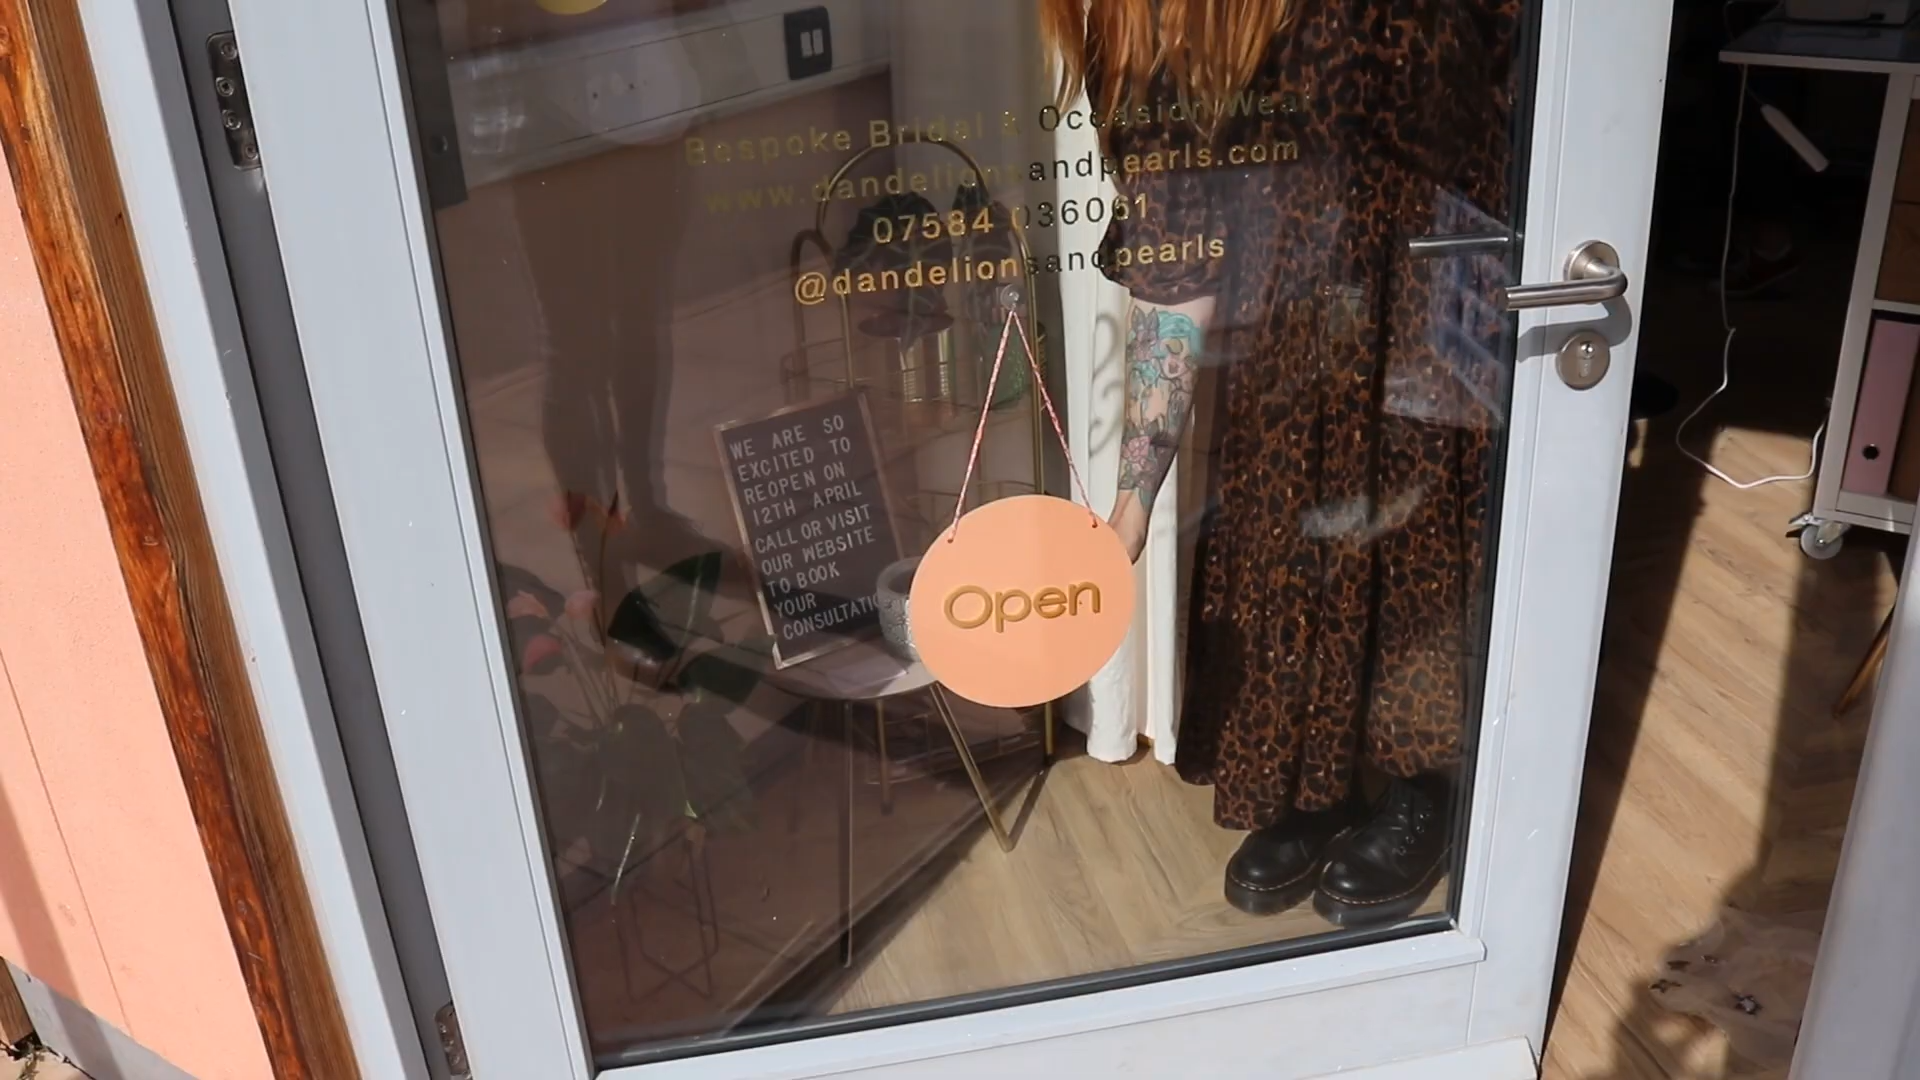 Bespoke Bridal & Occasion Wear
www.dandelionsandpearls.com
07584 036061
@dandelionsandpearls
WE ARE SO
EXCITED TO
REOPEN ON
12TH APRIL
CALL OR VISIT
OUR WEBSITE
TO BOOK
YOUR
CONSULTATIO
Open